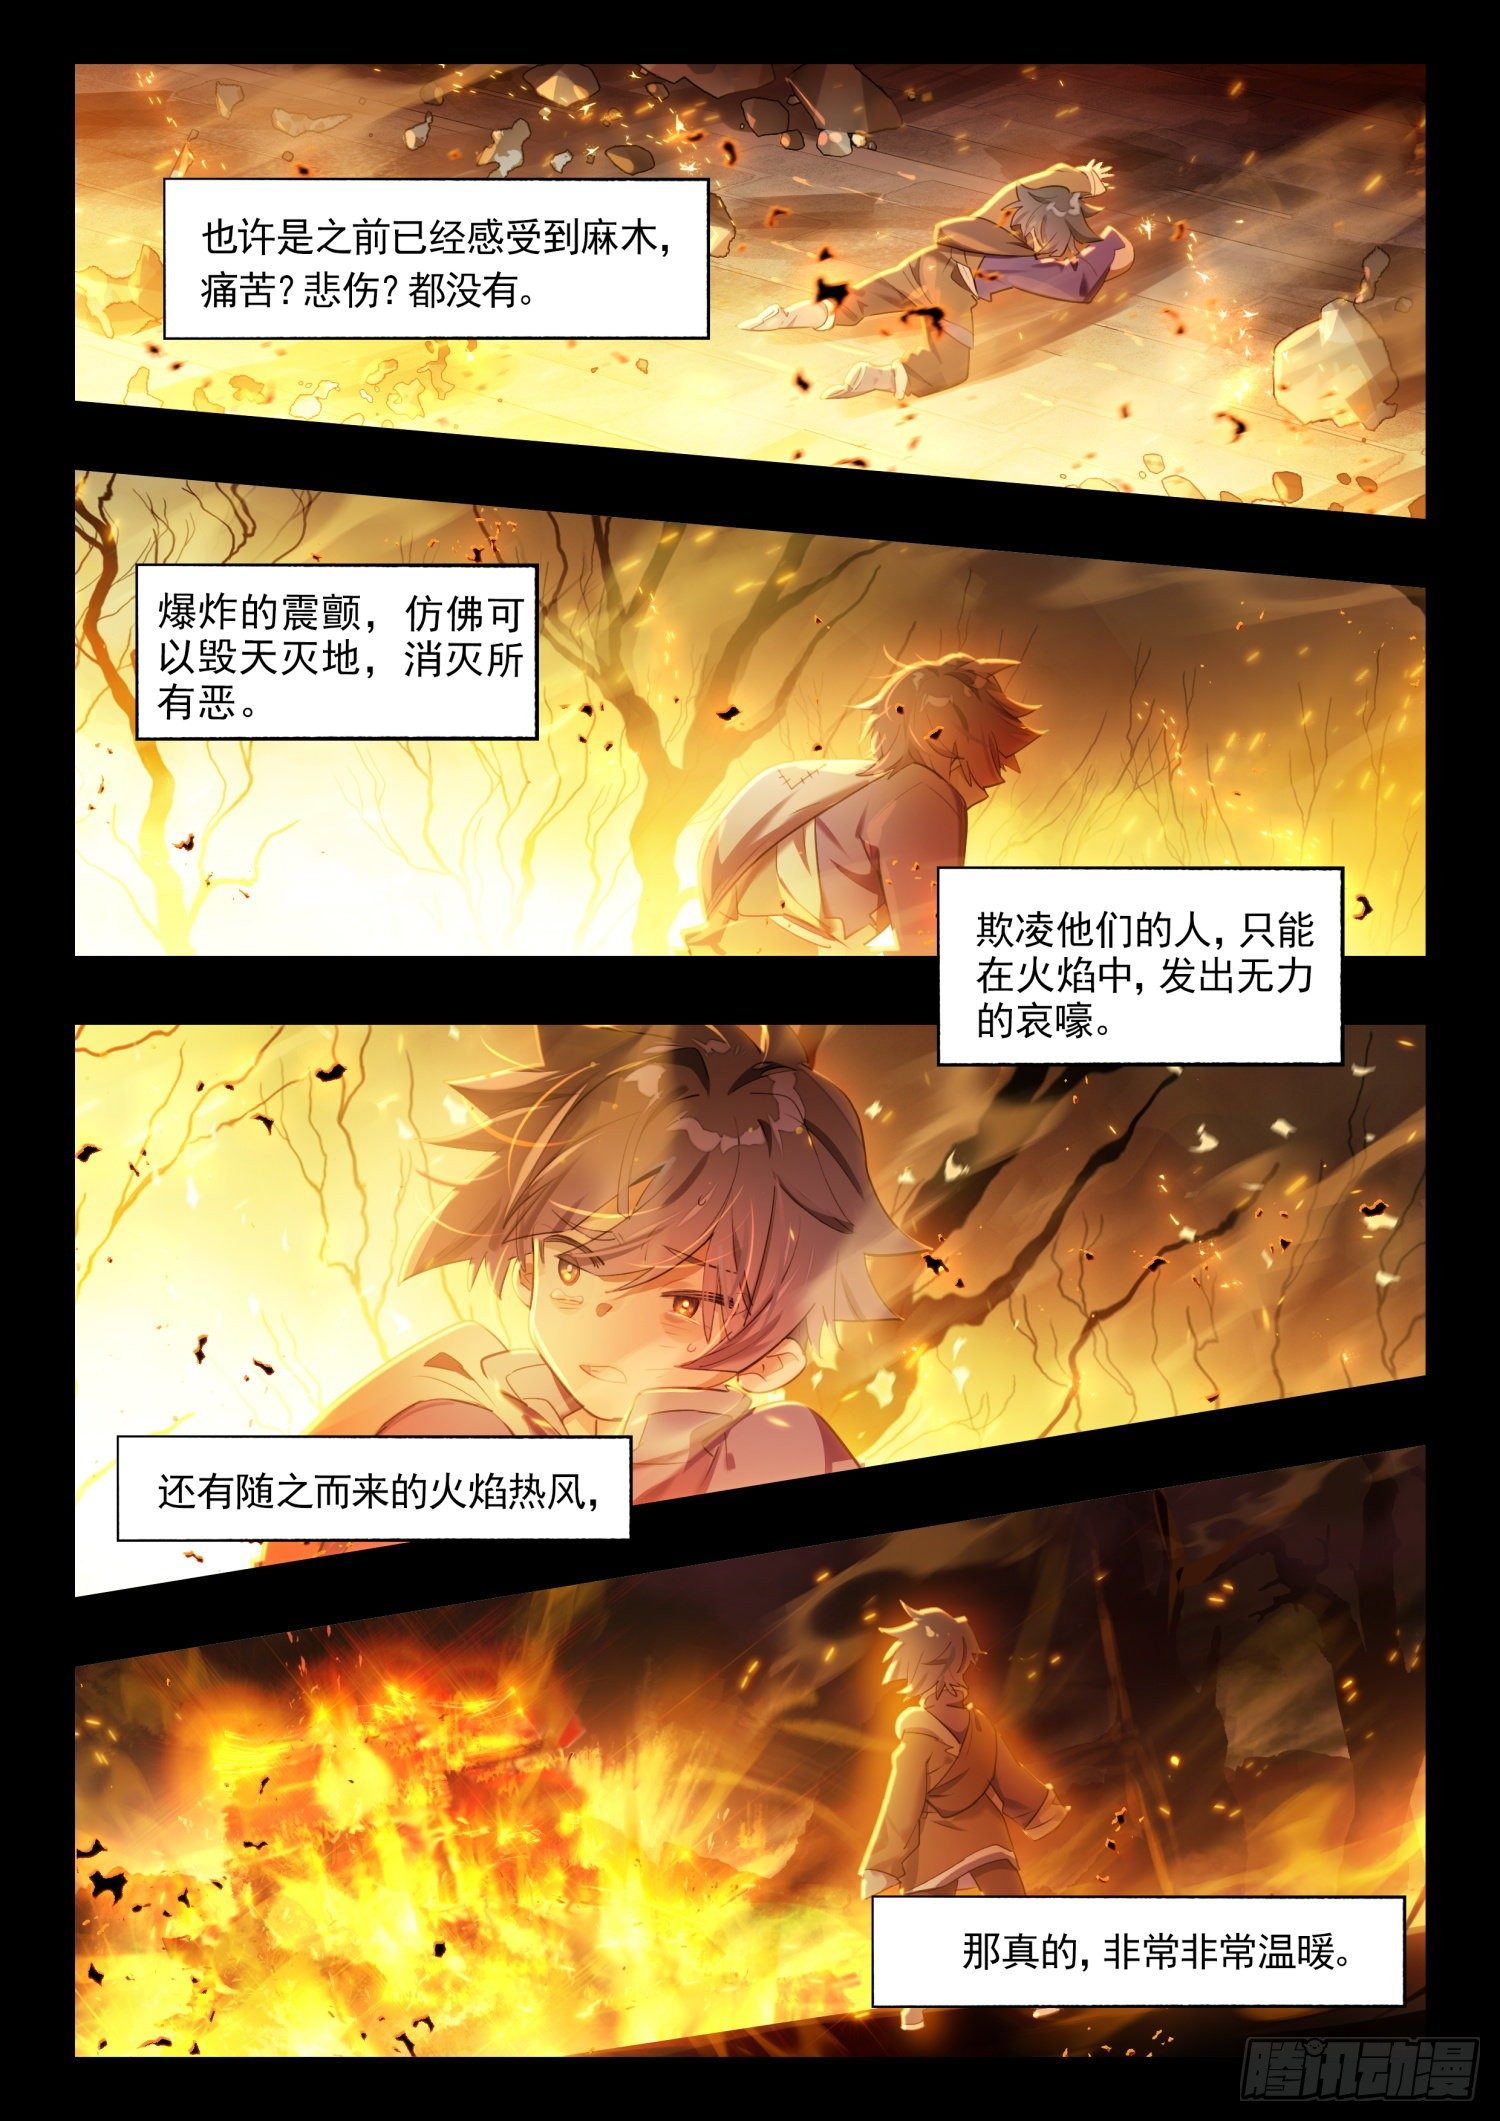 也许是之前已经感受到麻木，
痛苦？悲伤？都没有。
爆炸的震颤，仿佛可
以毁天灭地，消灭所
有恶。
欺凌他们的人，只能
在火焰中，发出无力
的哀嚎。
还有随之而来的火焰热风，
那真的，非常非常温暖。
腾讯动漫